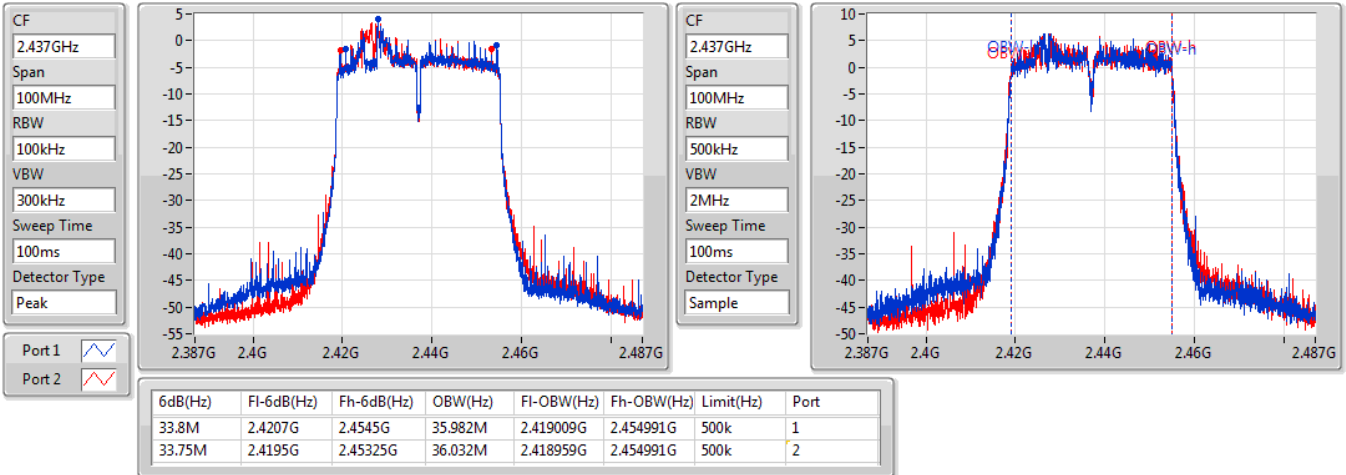 CF
2.437GHz
Span
100MHz
RBW
100kHz
VBW
300kHz
Sweep Time
100ms
Detector Type
Peak
Port 1
Port 2
5
0
-5
-10
-15
-20
-25
-30
-35
-40
-45
-50
-55
2.387G 2.4G 2.42G 2.44G 2.46G 2.487G
CF
2.437GHz
Span
100MHz
RBW
500kHz
VBW
2MHz
Sweep Time
100ms
Detector Type
Sample
10
5
0
-5
-10
-15
-20
-25
-30
-35
-40
-45
-50
OBW-h
2.387G 2.4G 2.42G 2.44G 2.46G 2.487G
6dB(Hz) Fl-6dB(Hz) Fh-6dB(Hz) OBW(Hz) Fl-OBW(Hz) Fh-OBW(Hz) Limit(Hz) Port
33.8M 2.4207G 2.4545G 35.982M 2.419009G 2.454991G 500k 1
33.75M 2.4195G 2.45325G 36.032M 2.418959G 2.454991G 500k 2